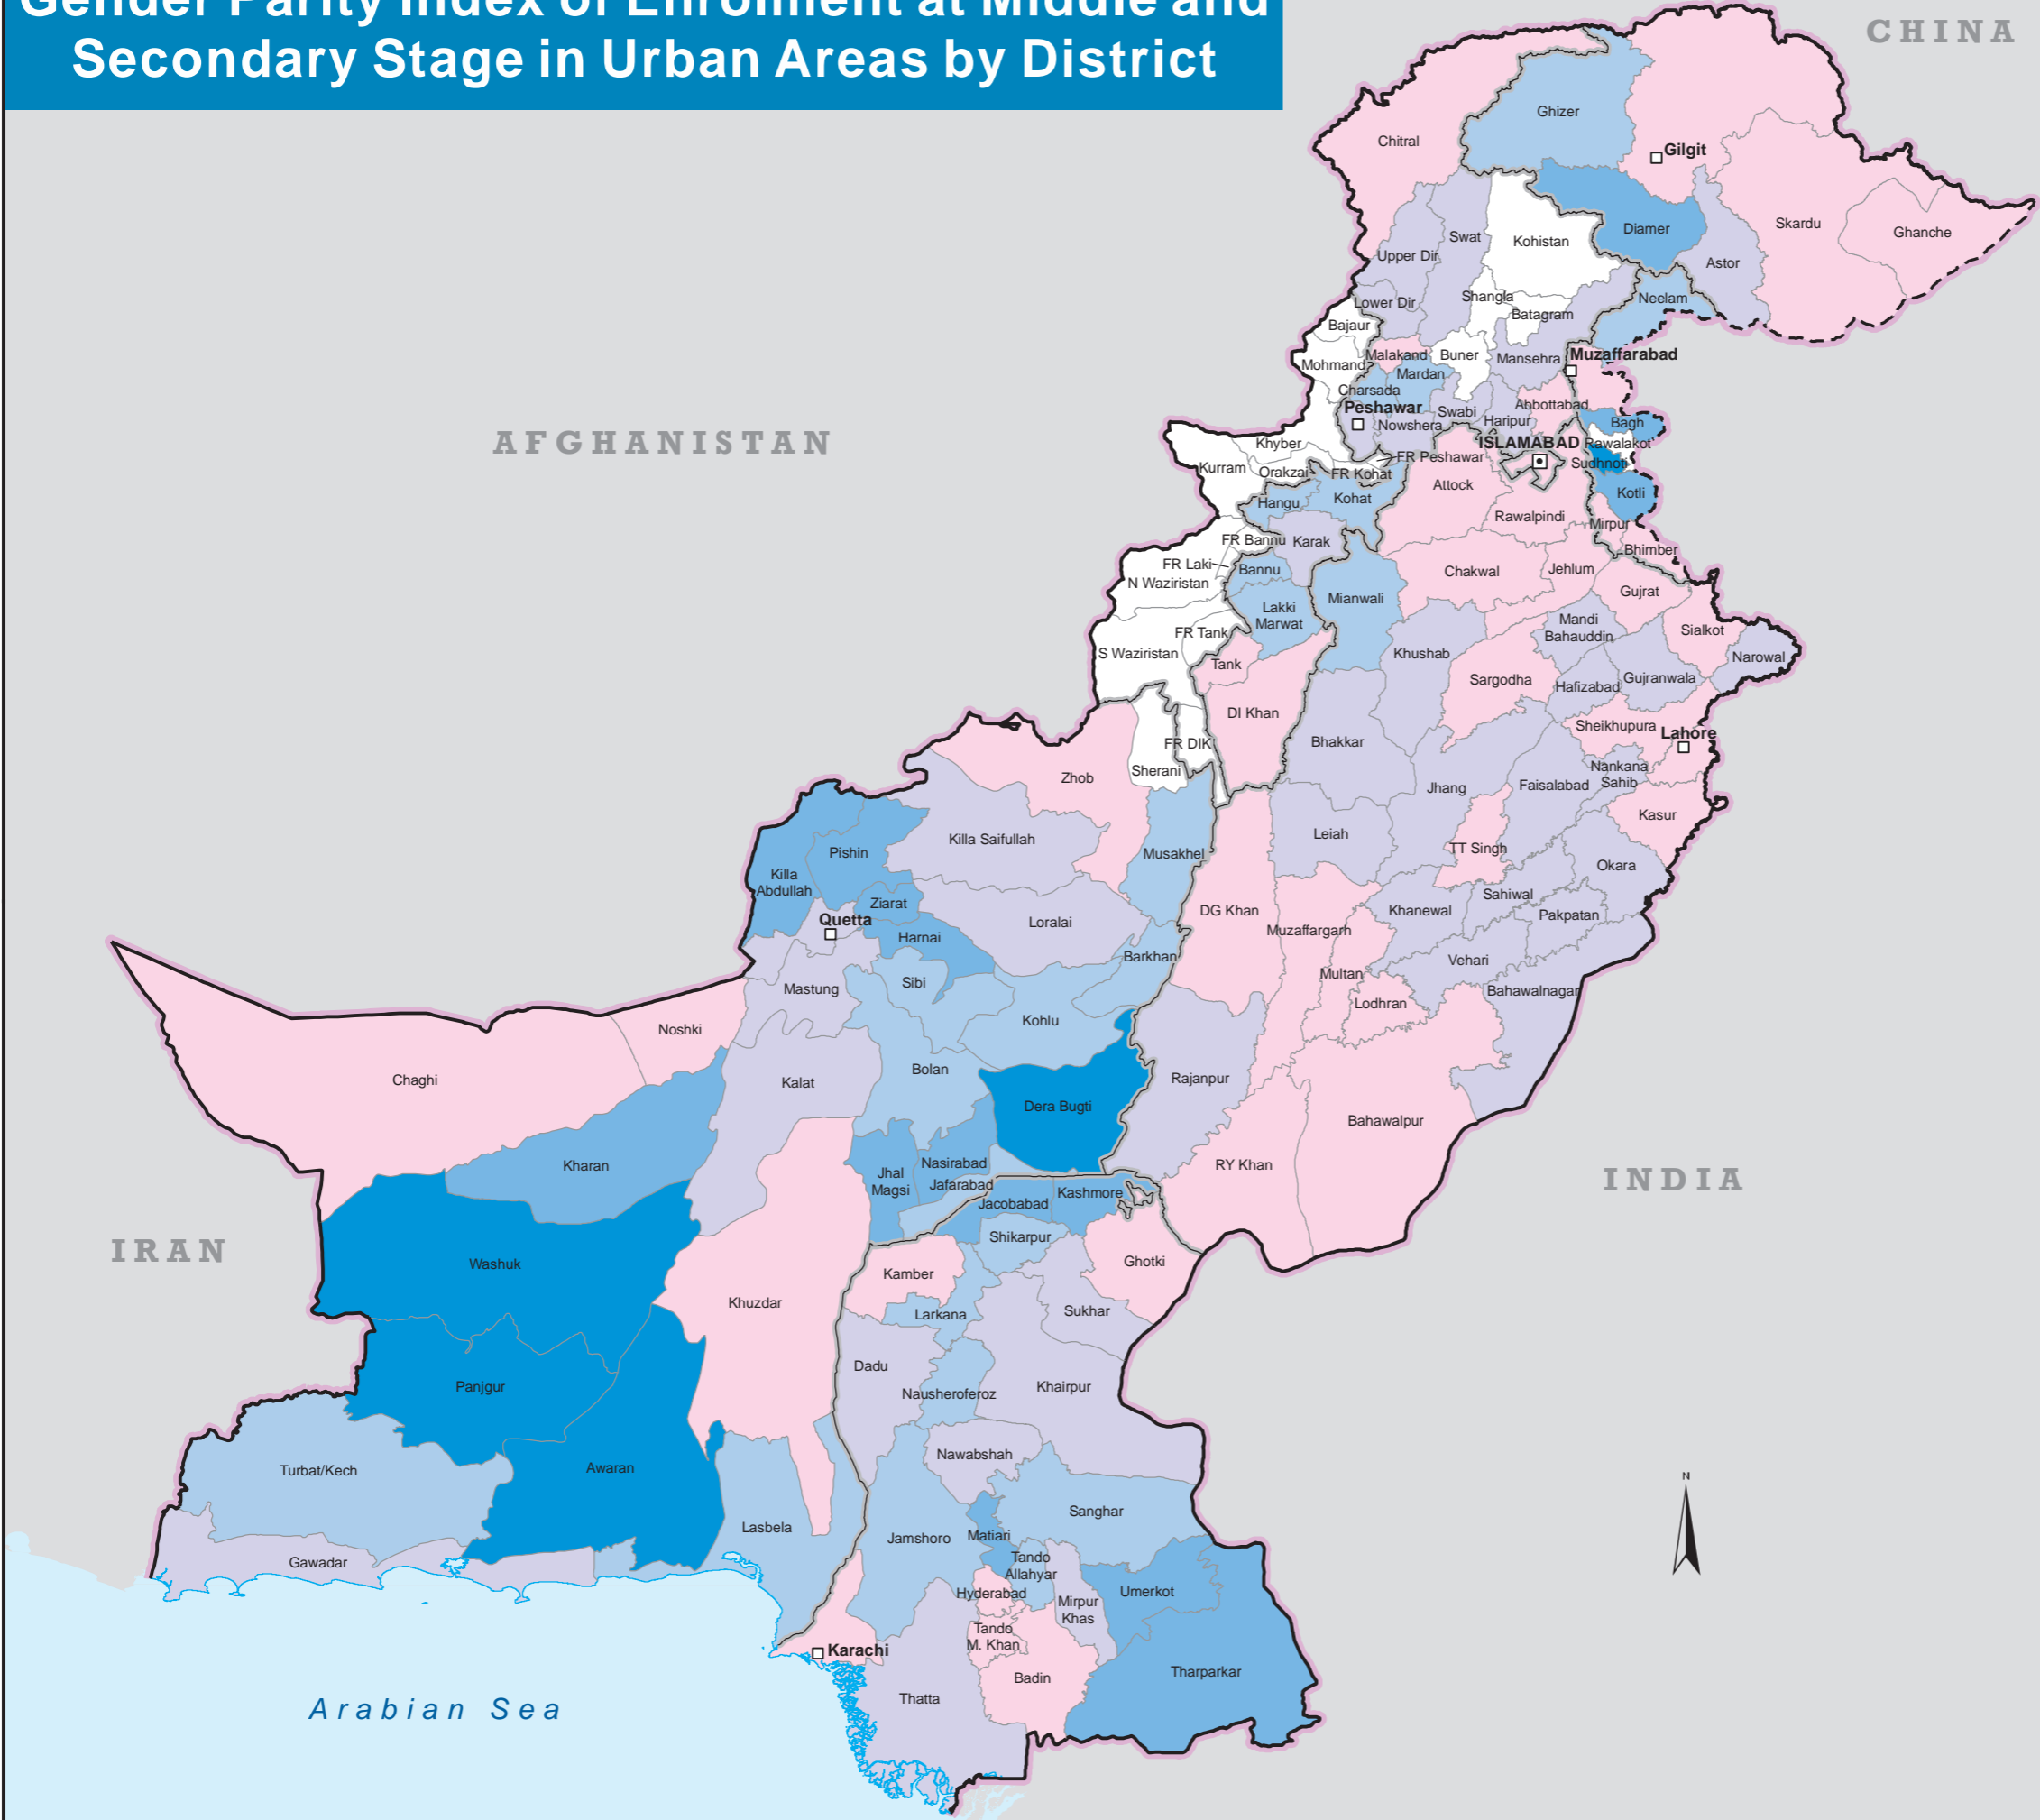 Gender Parity Index of Enrolment at Middle and
Secondary Stage in Urban Areas by District
CHINA
Ghizer
Chitral
Gilgit
Skardu
Ghanche
Diamer
Swat
Kohistan
Upper Dir
Astor
Lower Dir
Shangla
Neelam
Batagram
Bajaur
Malakand
Buner
Mansehra
Muzaffarabad
Mohmand
Mardan
Charsada
Peshawar
Abbottabad
Swabi
Haripur
Bagh
Nowshera
AFGHANISTAN
Khyber
ISLAMABAD
Rawalakot
FR Peshawar
Sudhnoti
Kurram
Orakzai
FR Kohat
Attock
Kotli
Hangu
Kohat
Rawalpindi
Mirpur
FR Bannu
Karak
Bhimber
FR Laki
Bannu
Chakwal
Jehlum
N Waziristan
Gujrat
Mianwali
Lakki
Marwat
Mandi
Bahauddin
FR Tank
Sialkot
S Waziristan
Khushab
Narowal
Tank
Sargodha
Gujranwala
Hafizabad
DI Khan
Sheikhupura
Lahore
FR DIK
Bhakkar
Sherani
Zhob
Nankana
Sahib
Jhang
Faisalabad
Kasur
Leiah
Killa Saifullah
TT Singh
Pishin
Musakhel
Okara
Killa
Abdullah
Sahiwal
Ziarat
DG Khan
Khanewal
Pakpatan
Quetta
Loralai
Muzaffargarh
Harnai
Barkhan
Vehari
Sibi
Multan
Mastung
Bahawalnagar
Lodhran
Kohlu
Noshki
Bolan
Chaghi
Kalat
Rajanpur
Dera Bugti
Bahawalpur
Kharan
Nasirabad
RY Khan
Jhal
Magsi
Jafarabad
INDIA
Kashmore
Jacobabad
Shikarpur
IRAN
Washuk
Ghotki
Kamber
Khuzdar
Larkana
Sukhar
Dadu
Panjgur
Khairpur
Nausheroferoz
Nawabshah
Turbat/Kech
Awaran
N
Sanghar
Lasbela
Jamshoro
Matiari
Gawadar
Tando
Allahyar
Hyderabad
Umerkot
Mirpur
Khas
Tando
M. Khan
Karachi
Badin
Tharparkar
Thatta
Arabian Sea